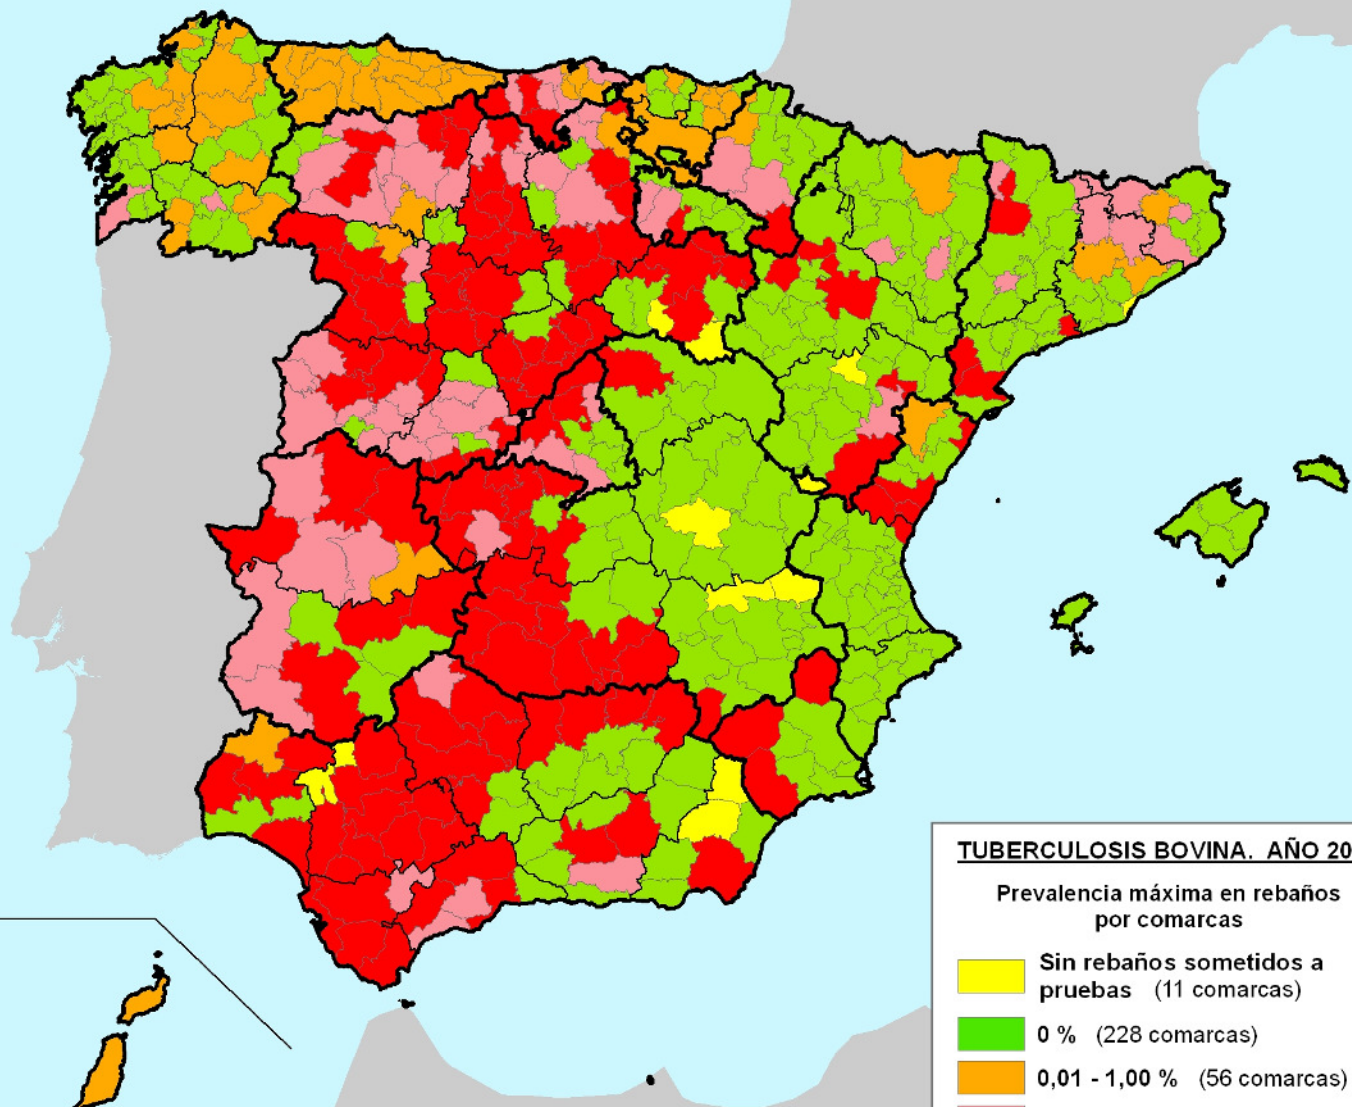 TUBERCULOSIS BOVINA. AÑO 20
Prevalencia máxima en rebaños
por comarcas
Sin rebaños sometidos a
pruebas (11 comarcas)
0 % (228 comarcas)
0,01 - 1,00 % (56 comarcas)